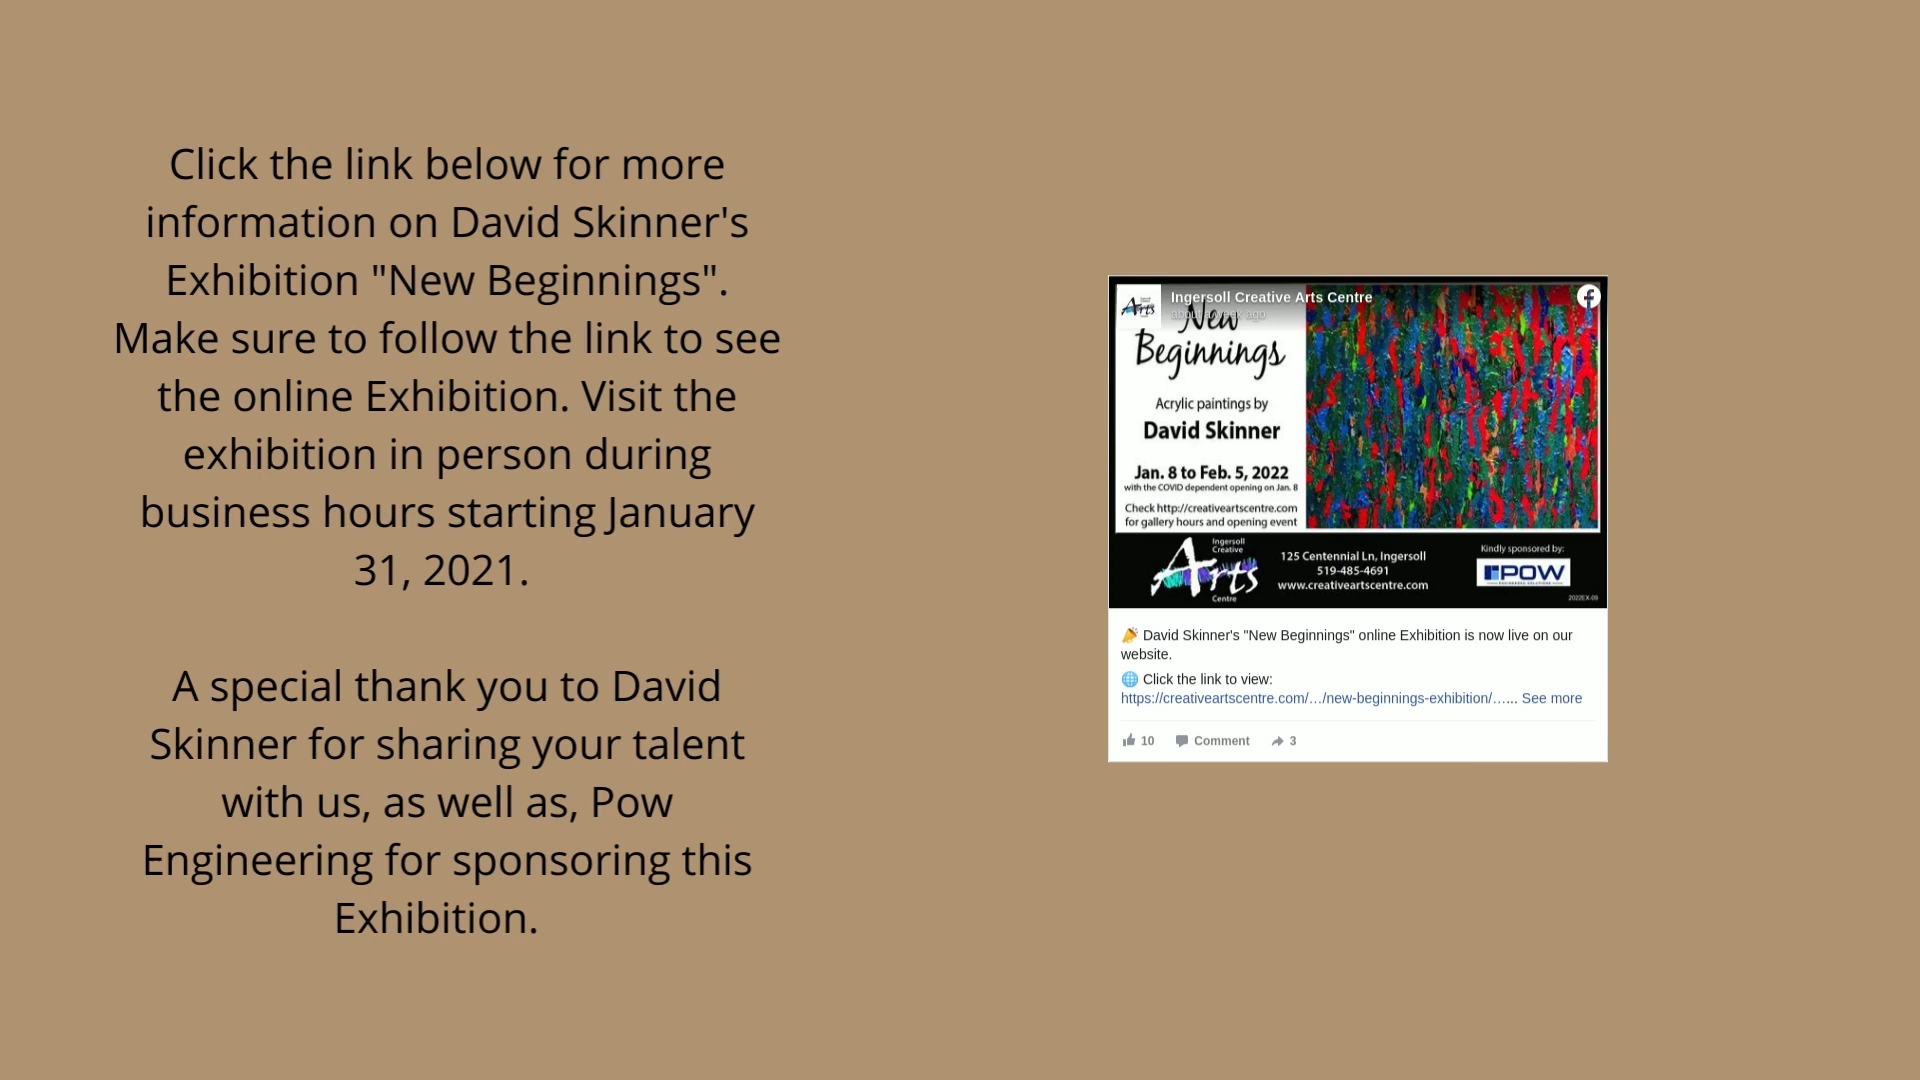 Click the link below for more
information on David Skinner's
Exhibition "New Beginnings".
Make sure to follow the link to see
the online Exhibition. Visit the
exhibition in person during
business hours starting January
31, 2021.
A special thank you to David
Skinner for sharing your talent
with us, as well as, Pow
Engineering for sponsoring this
Exhibition.
Arts
Ingersoll Creative Arts Centre
about a week ago
New
Beginnings
Acrylic paintings by
David Skinner
Jan. 8 to Feb. 5, 2022
with the COVID dependent opening on Jan. 8
Check http://creativeartscentre.com
for gallery hours and opening event
Ingersoll
Creative
Arts
Centre
125 Centennial Ln, Ingersoll
519-485-4691
www.creativeartscentre.com
Kindly sponsored by:
POW
2022EX-09
David Skinner's "New Beginnings" online Exhibition is now live on our
website.
Click the link to view:
https://creativeartscentre.com/…/new-beginnings-exhibition/…... See more
10 Comment 3